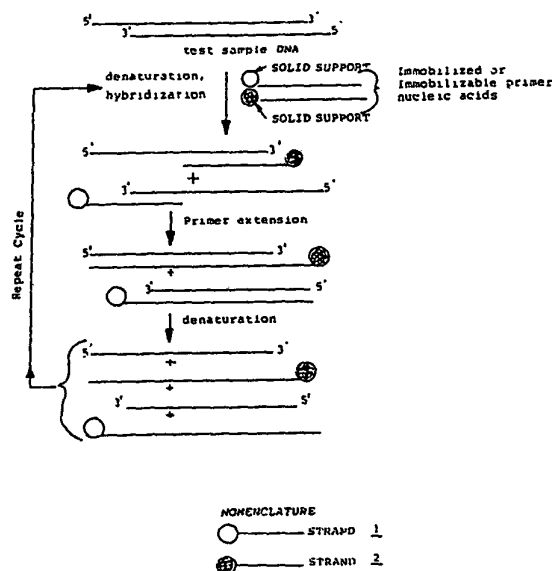 5' 3'
3' 5'
test sample DNA
denaturation,
hybridization
SOLID SUPPORT
SOLID SUPPORT
Immobilized or
Immobilizable primer
nucleic acids
5' 3'
+
3' 5'
Primer extension
5' 3'
+
3' 5'
denaturation
5' 3'
+
+
3' 5'
+
Repeat Cycle
NOMENCLATURE
STRAND 1
STRAND 2